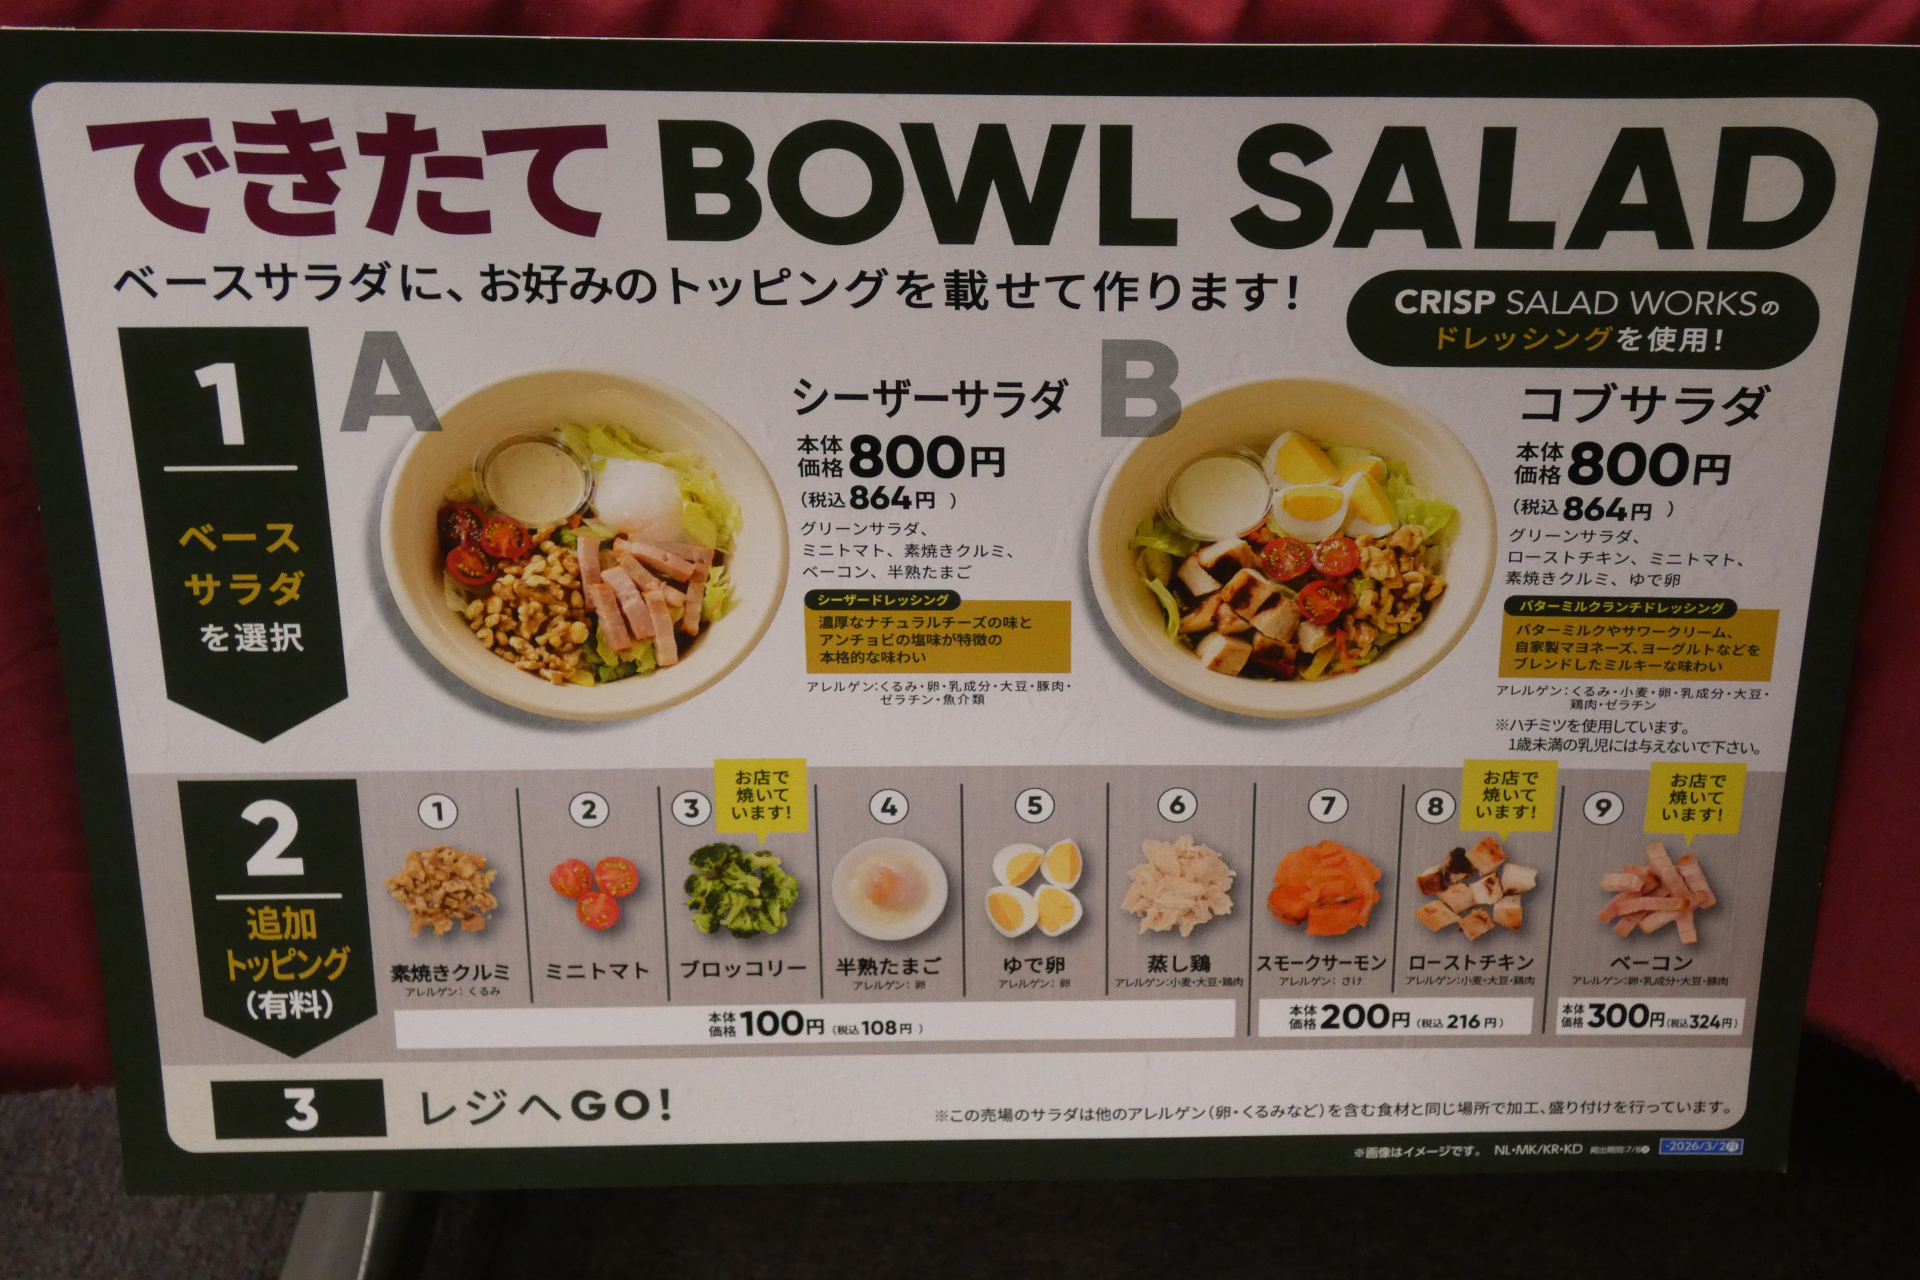 できたて BOWL SALAD
ベースサラダに、お好みのトッピングを載せて作ります!
CRISP SALAD WORKSの
ドレッシングを使用!
1
ベース
サラダ
を選択
A
シーザーサラダ
本体価格800円
(税込864円 )
グリーンサラダ、
ミニトマト、素焼きクルミ、
ベーコン、半熟たまご
シーザードレッシング
濃厚なナチュラルチーズの味と
アンチョビの塩味が特徴の
本格的な味わい
アレルゲン:くるみ・卵・乳成分・大豆・豚肉・
ゼラチン・魚介類
B
コブサラダ
本体価格800円
(税込864円 )
グリーンサラダ、
ローストチキン、ミニトマト、
素焼きクルミ、ゆで卵
バターミルクランチドレッシング
バターミルクやサワークリーム、
自家製マヨネーズ、ヨーグルトなどを
ブレンドしたミルキーな味わい
アレルゲン:くるみ・小麦・卵・乳成分・大豆・
鶏肉・ゼラチン
※ハチミツを使用しています。
1歳未満の乳児には与えないで下さい。
2
追加
トッピング
(有料)
1
素焼きクルミ
アレルゲン:くるみ
2
ミニトマト
3
お店で
焼いて
います!
ブロッコリー
4
半熟たまご
アレルゲン:卵
5
ゆで卵
アレルゲン:卵
6
蒸し鶏
アレルゲン:小麦・大豆・鶏肉
本体価格100円(税込108円 )
7
スモークサーモン
アレルゲン:さけ
8
お店で
焼いて
います!
ローストチキン
アレルゲン:小麦・大豆・鶏肉
本体価格200円(税込216円)
9
お店で
焼いて
います!
ベーコン
アレルゲン:卵・乳成分・大豆・豚肉
本体価格300円(税込324円)
3
レジへGO!
※この売場のサラダは他のアレルゲン(卵・くるみなど)を含む食材と同じ場所で加工、盛り付けを行っています。
※画像はイメージです。 NL・MK/KR・KD
-2026/3/2月